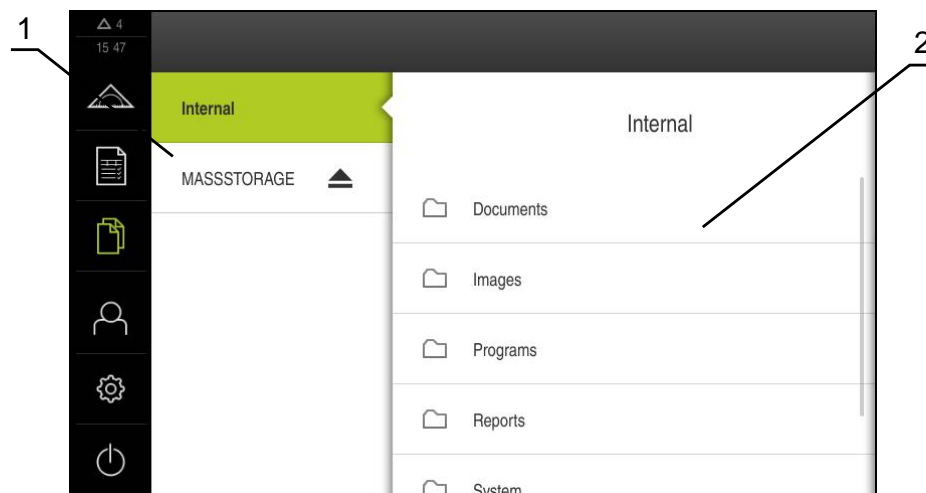 1
4
15 47
2
Internal
MASSSTORAGE
Internal
Documents
Images
Programs
Reports
System